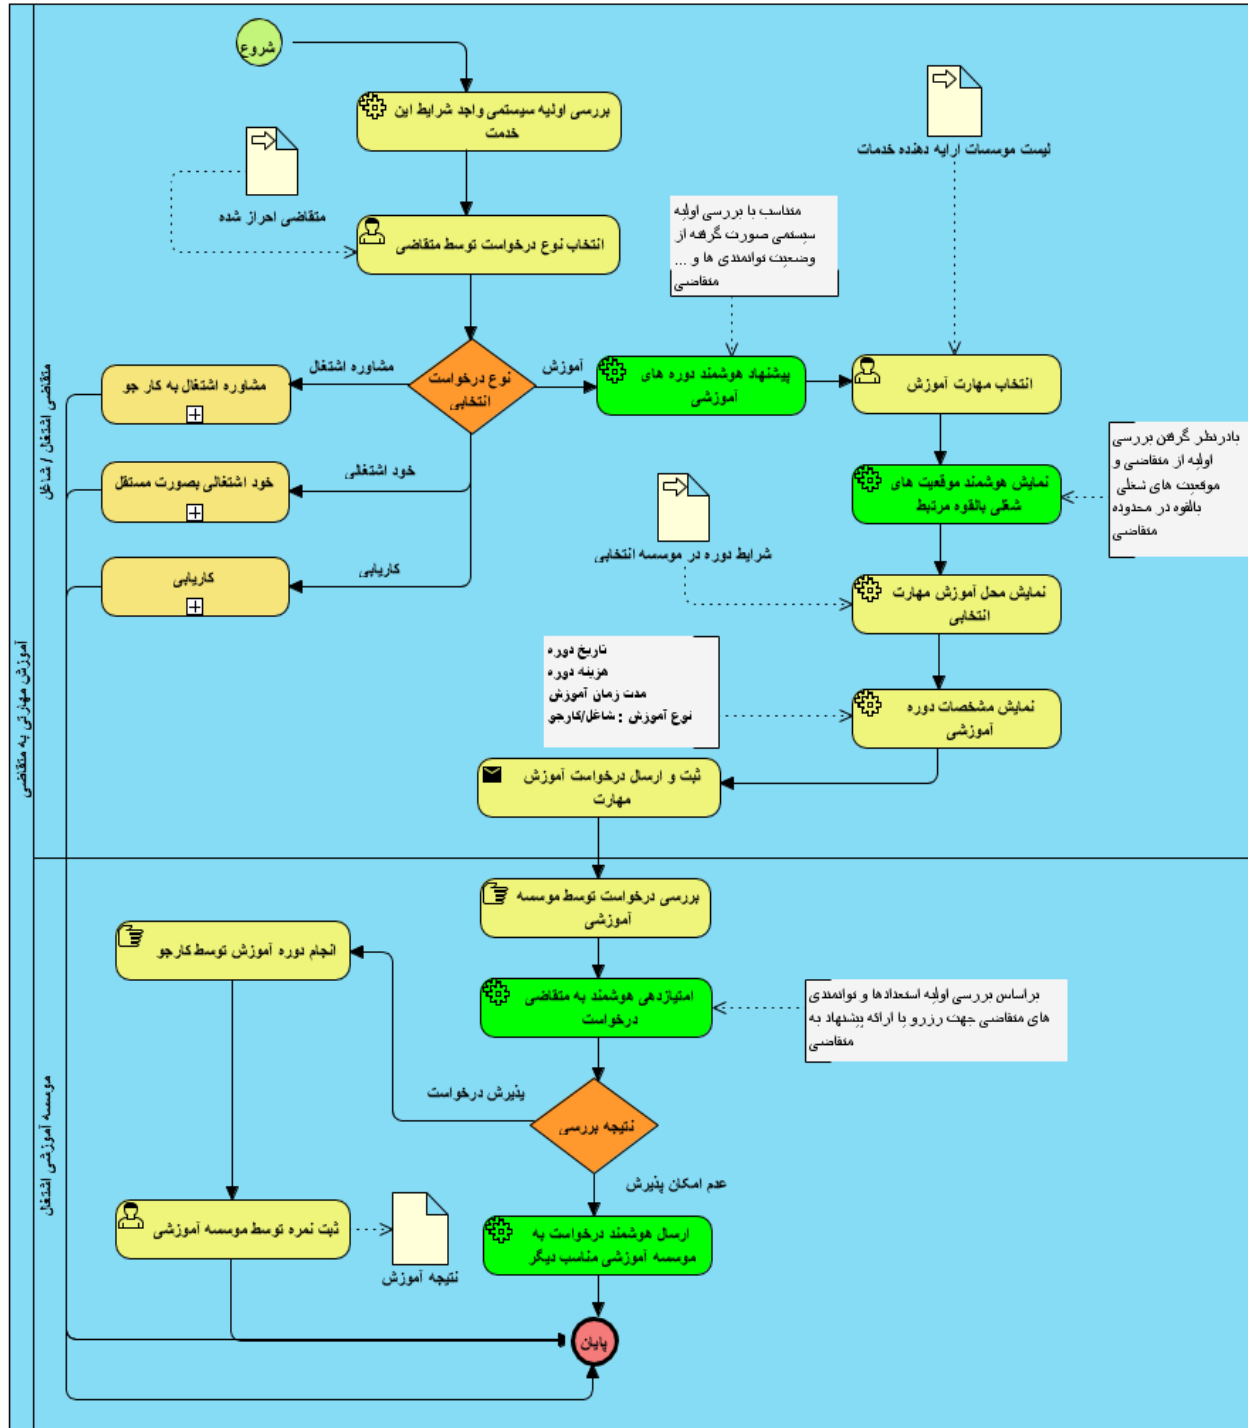 شروع
بررسی اولیه سیستمی واجد شرایط این
خدمت
متقاضی احراز شده
انتخاب نوع درخواست توسط متقاضی
لیست موسسات ارایه دهنده خدمات
متناسب با بررسی اولیه
سیستمی صورت گرفته از
وضعیت توانمندی ها و ...
متقاضی
نوع درخواست
انتخابی
آموزش
مشاوره اشتغال
خود اشتغالی
کاریابی
مشاوره اشتغال به کار جو
خود اشتغالی بصورت مستقل
کاریابی
پیشنهاد هوشمند دوره های
آموزشی
انتخاب مهارت آموزش
بادرنظر گرفتن بررسی
اولیه از متقاضی و
موقعیت های شغلی
بالقوه در محدوده
متقاضی
نمایش هوشمند موقعیت های
شغلی بالقوه مرتبط
شرایط دوره در موسسه انتخابی
نمایش محل آموزش مهارت
انتخابی
تاریخ دوره
هزینه دوره
مدت زمان آموزش
نوع آموزش : شاغل/کارجو
نمایش مشخصات دوره
آموزشی
ثبت و ارسال درخواست آموزش
مهارت
متقاضی اشتغال / شاغل
آموزش مهارتی به متقاضی
موسسه آموزشی اشتغال
بررسی درخواست توسط موسسه
آموزشی
انجام دوره آموزش توسط کارجو
امتیازدهی هوشمند به متقاضی
درخواست
براساس بررسی اولیه استعدادها و توانمندی
های متقاضی جهت رزرو یا ارائه پیشنهاد به
متقاضی
پذیرش درخواست
نتیجه بررسی
عدم امکان پذیرش
ثبت نمره توسط موسسه آموزشی
نتیجه آموزش
ارسال هوشمند درخواست به
موسسه آموزشی مناسب دیگر
پایان